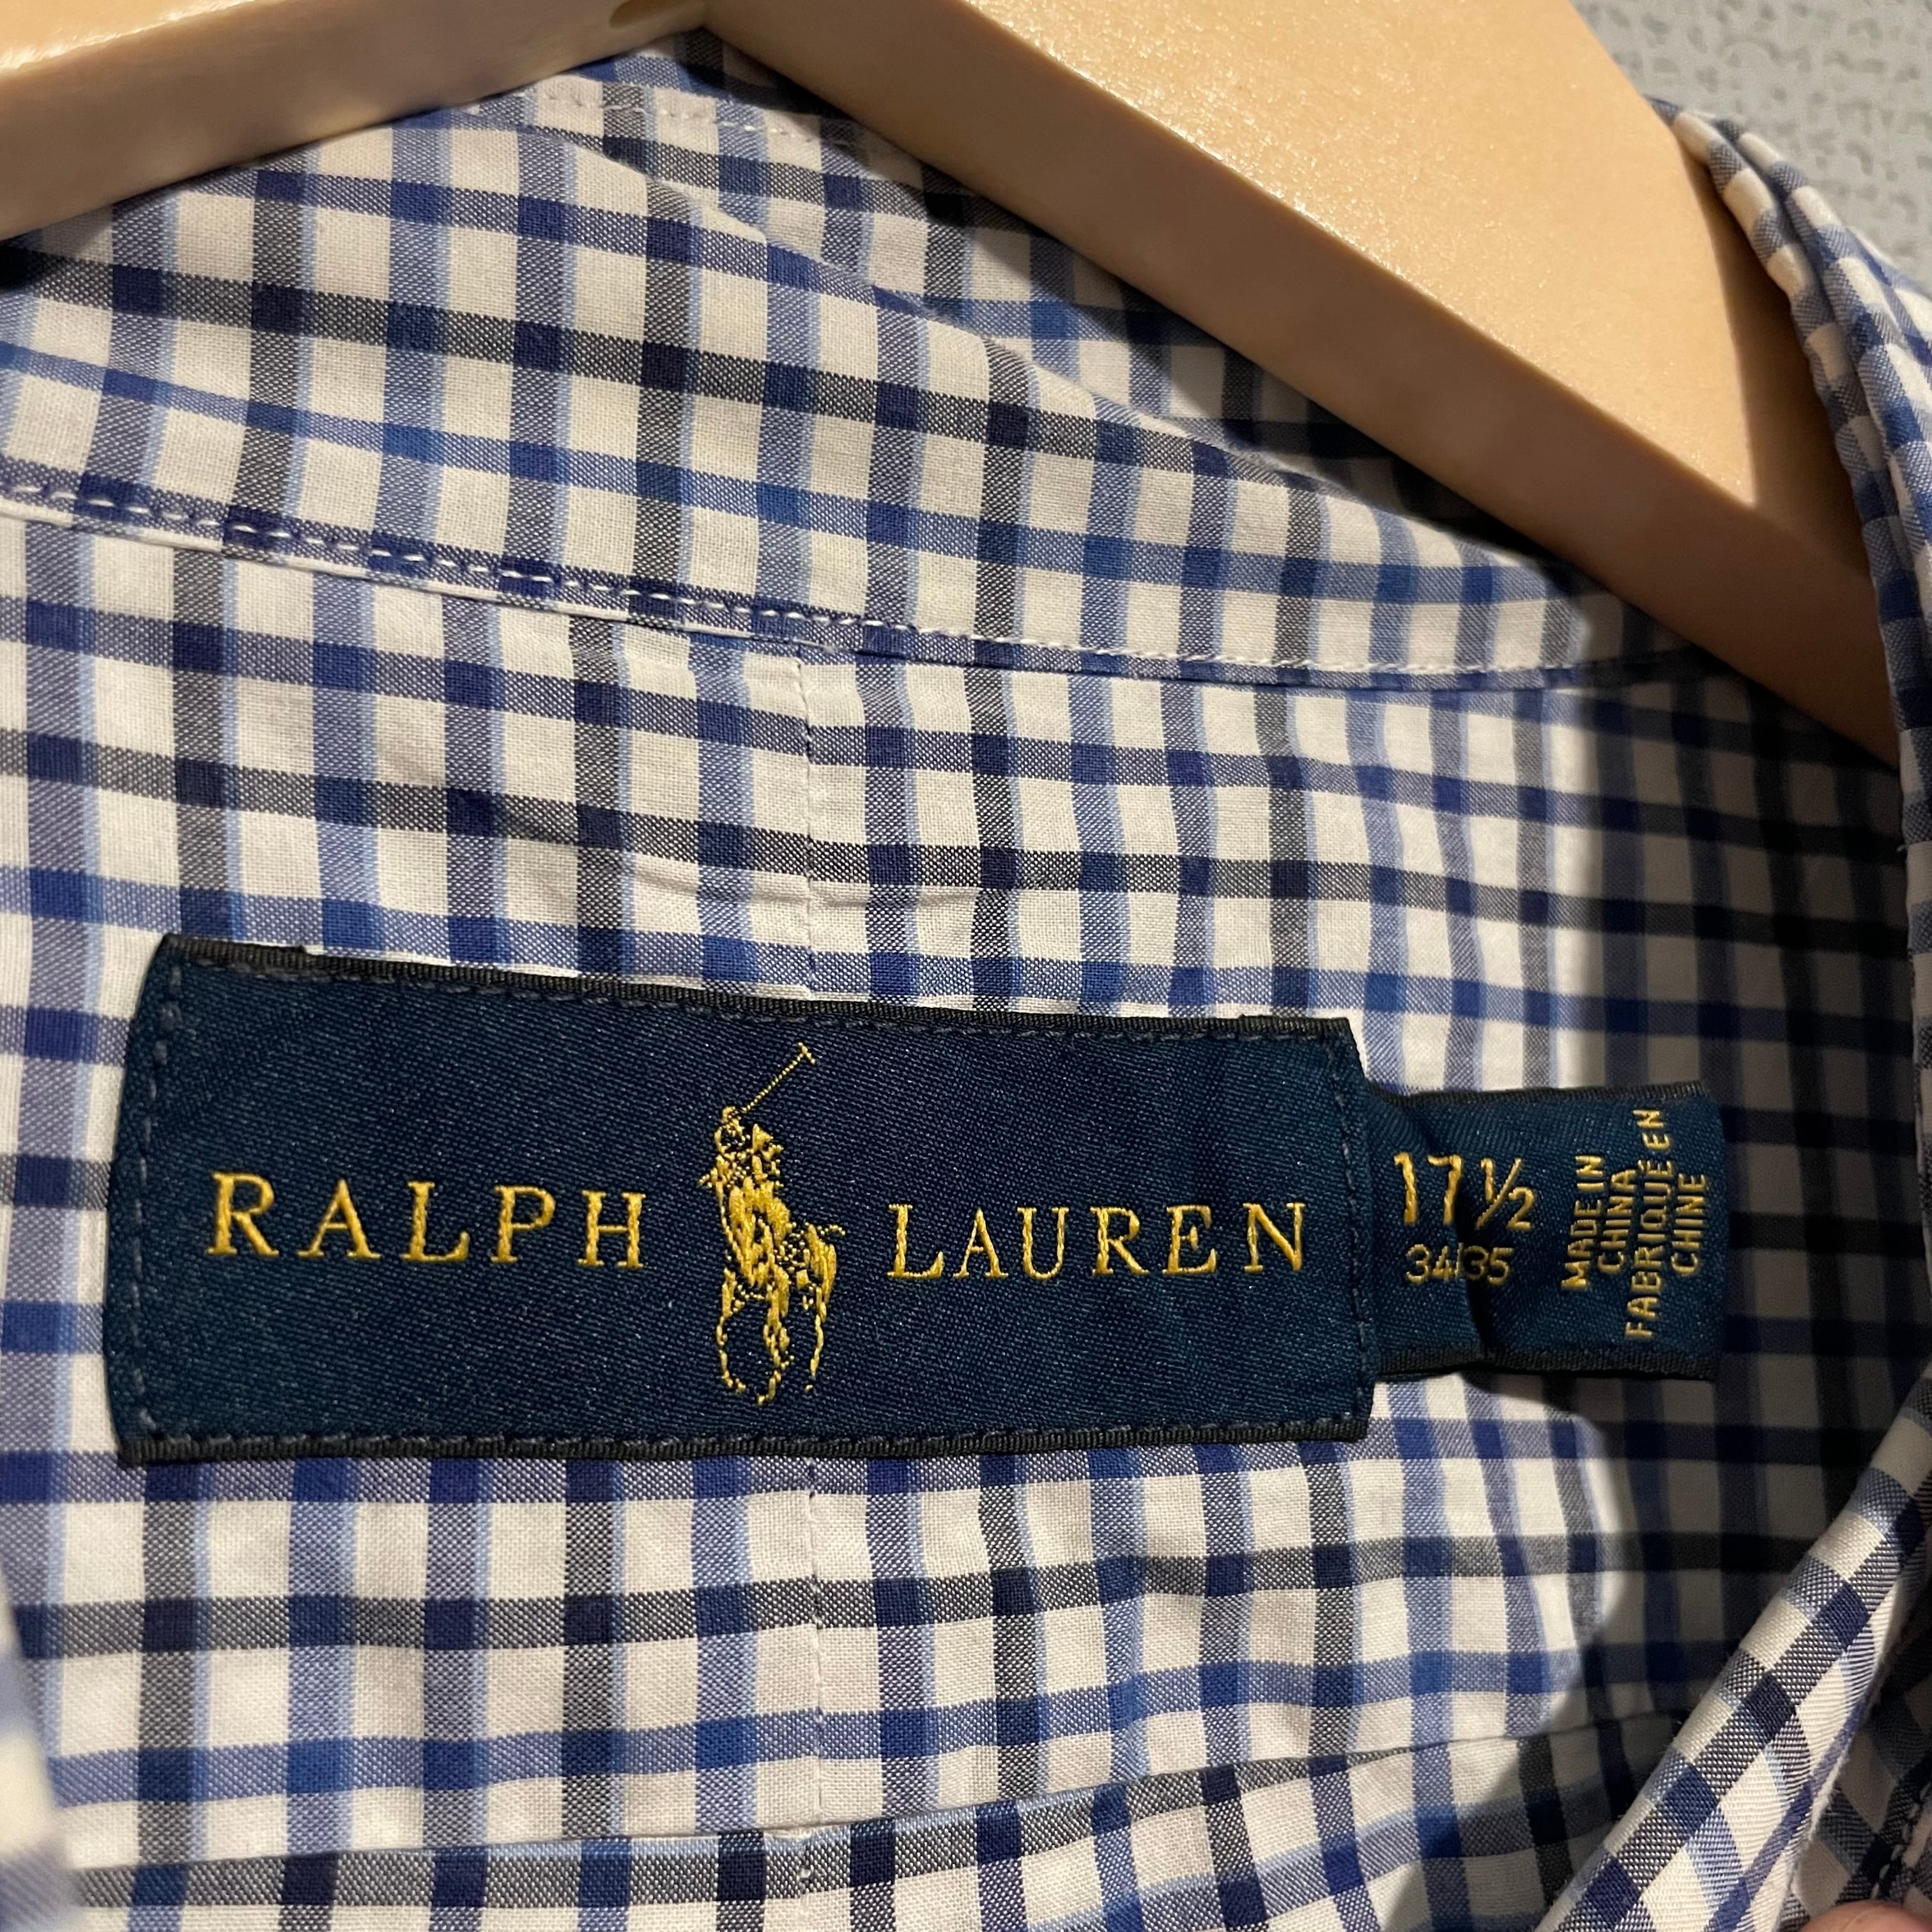 RALPH LAUREN
17½
34/35
MADE IN
CHINA
FABRIQUÉ EN
CHINE